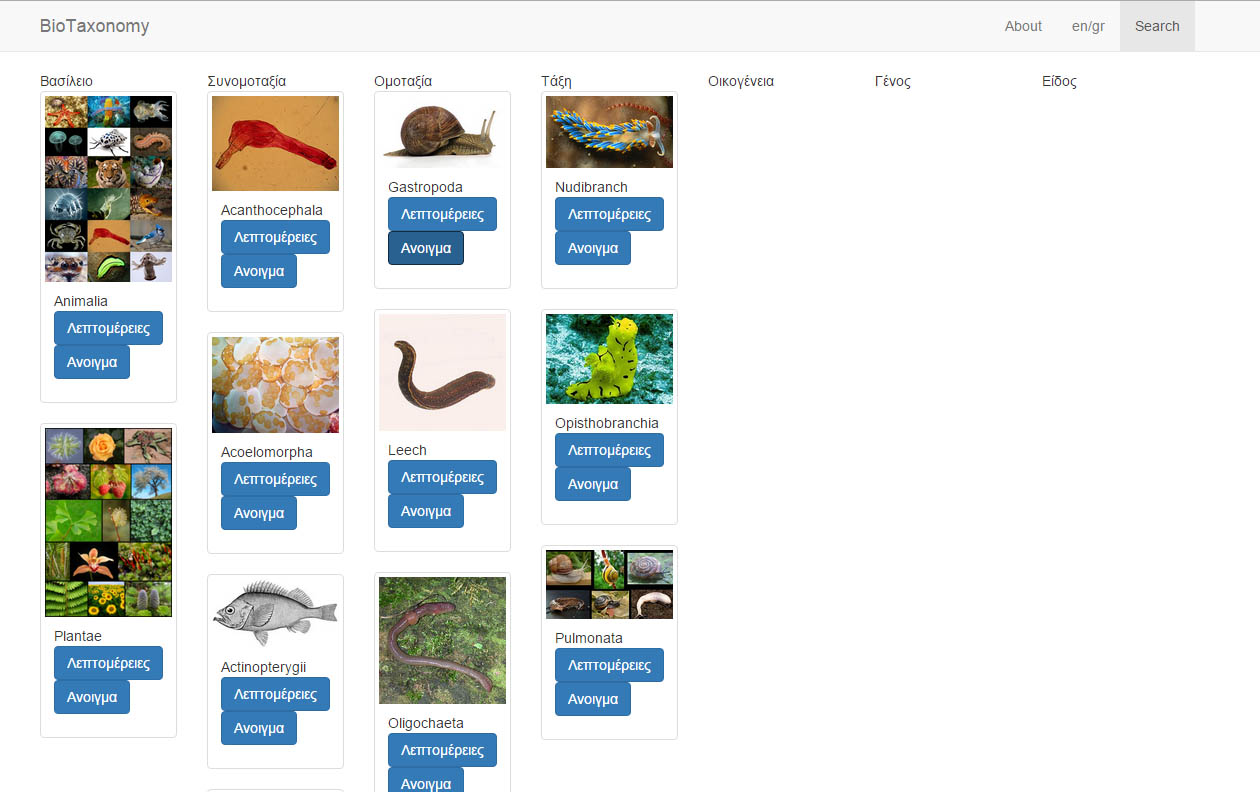 BioTaxonomy
About
en/gr
Search
Βασίλειο
Συνομοταξία
Ομοταξία
Τάξη
Οικογένεια
Γένος
Είδος
Animalia
Λεπτομέρειες
Ανοιγμα
Plantae
Λεπτομέρειες
Ανοιγμα
Acanthocephala
Λεπτομέρειες
Ανοιγμα
Acoelomorpha
Λεπτομέρειες
Ανοιγμα
Actinopterygii
Λεπτομέρειες
Ανοιγμα
Gastropoda
Λεπτομέρειες
Ανοιγμα
Leech
Λεπτομέρειες
Ανοιγμα
Oligochaeta
Λεπτομέρειες
Ανοιγμα
Nudibranch
Λεπτομέρειες
Ανοιγμα
Opisthobranchia
Λεπτομέρειες
Ανοιγμα
Pulmonata
Λεπτομέρειες
Ανοιγμα